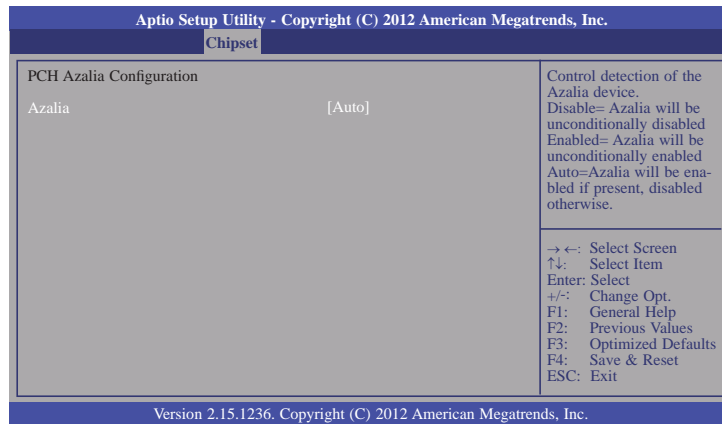 Aptio Setup Utility - Copyright (C) 2012 American Megatrends, Inc.
Chipset
PCH Azalia Configuration
Azalia [Auto]
Control detection of the
Azalia device.
Disable= Azalia will be
unconditionally disabled
Enabled= Azalia will be
unconditionally enabled
Auto=Azalia will be ena-
bled if present, disabled
otherwise.
→ ←: Select Screen
↑↓: Select Item
Enter: Select
+/-: Change Opt.
F1: General Help
F2: Previous Values
F3: Optimized Defaults
F4: Save & Reset
ESC: Exit
Version 2.15.1236. Copyright (C) 2012 American Megatrends, Inc.